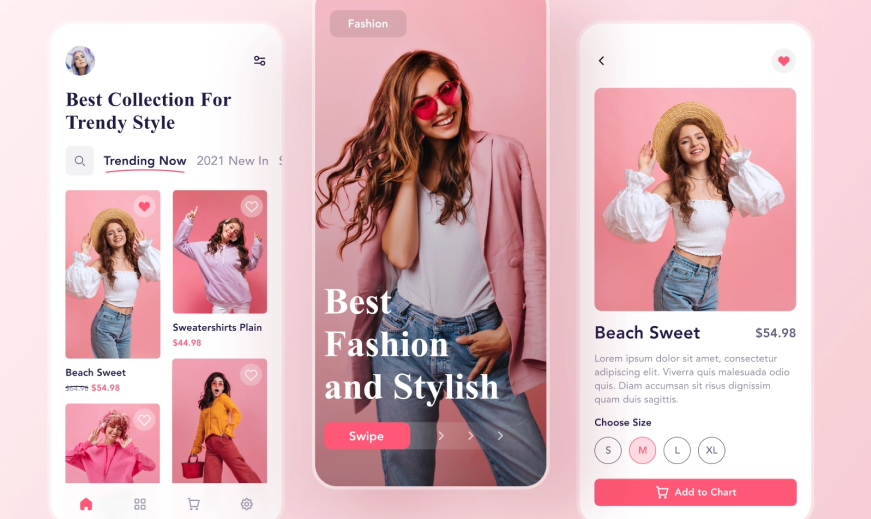 Best Collection For
Trendy Style
Trending Now 2021 New In S
Beach Sweet
$64.98 $54.98
Swetershirts Plain
$44.98
Fashion
Best
Fashion
and Stylish
Swipe
Beach Sweet $54.98
Lorem ipsum dolor sit amet, consectetur
adipiscing elit. Viverra quis malesuada odio
quis. Diam accumsan sit risus dignissim
quam duis sagittis.
Choose Size
S M L XL
Add to Chart